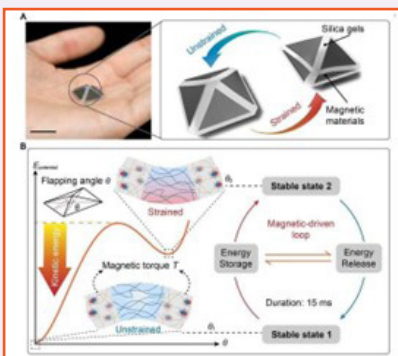 A
Unstrained
Silica gels
Strained
Magnetic
materials
B
E potential
Flapping angle θ
θ
Kinetic energy
Strained
θ₂
Magnetic torque T
Unstrained
θ₁
θ
Stable state 2
Magnetic-driven
loop
Energy
Storage
Energy
Release
Duration: 15 ms
Stable state 1